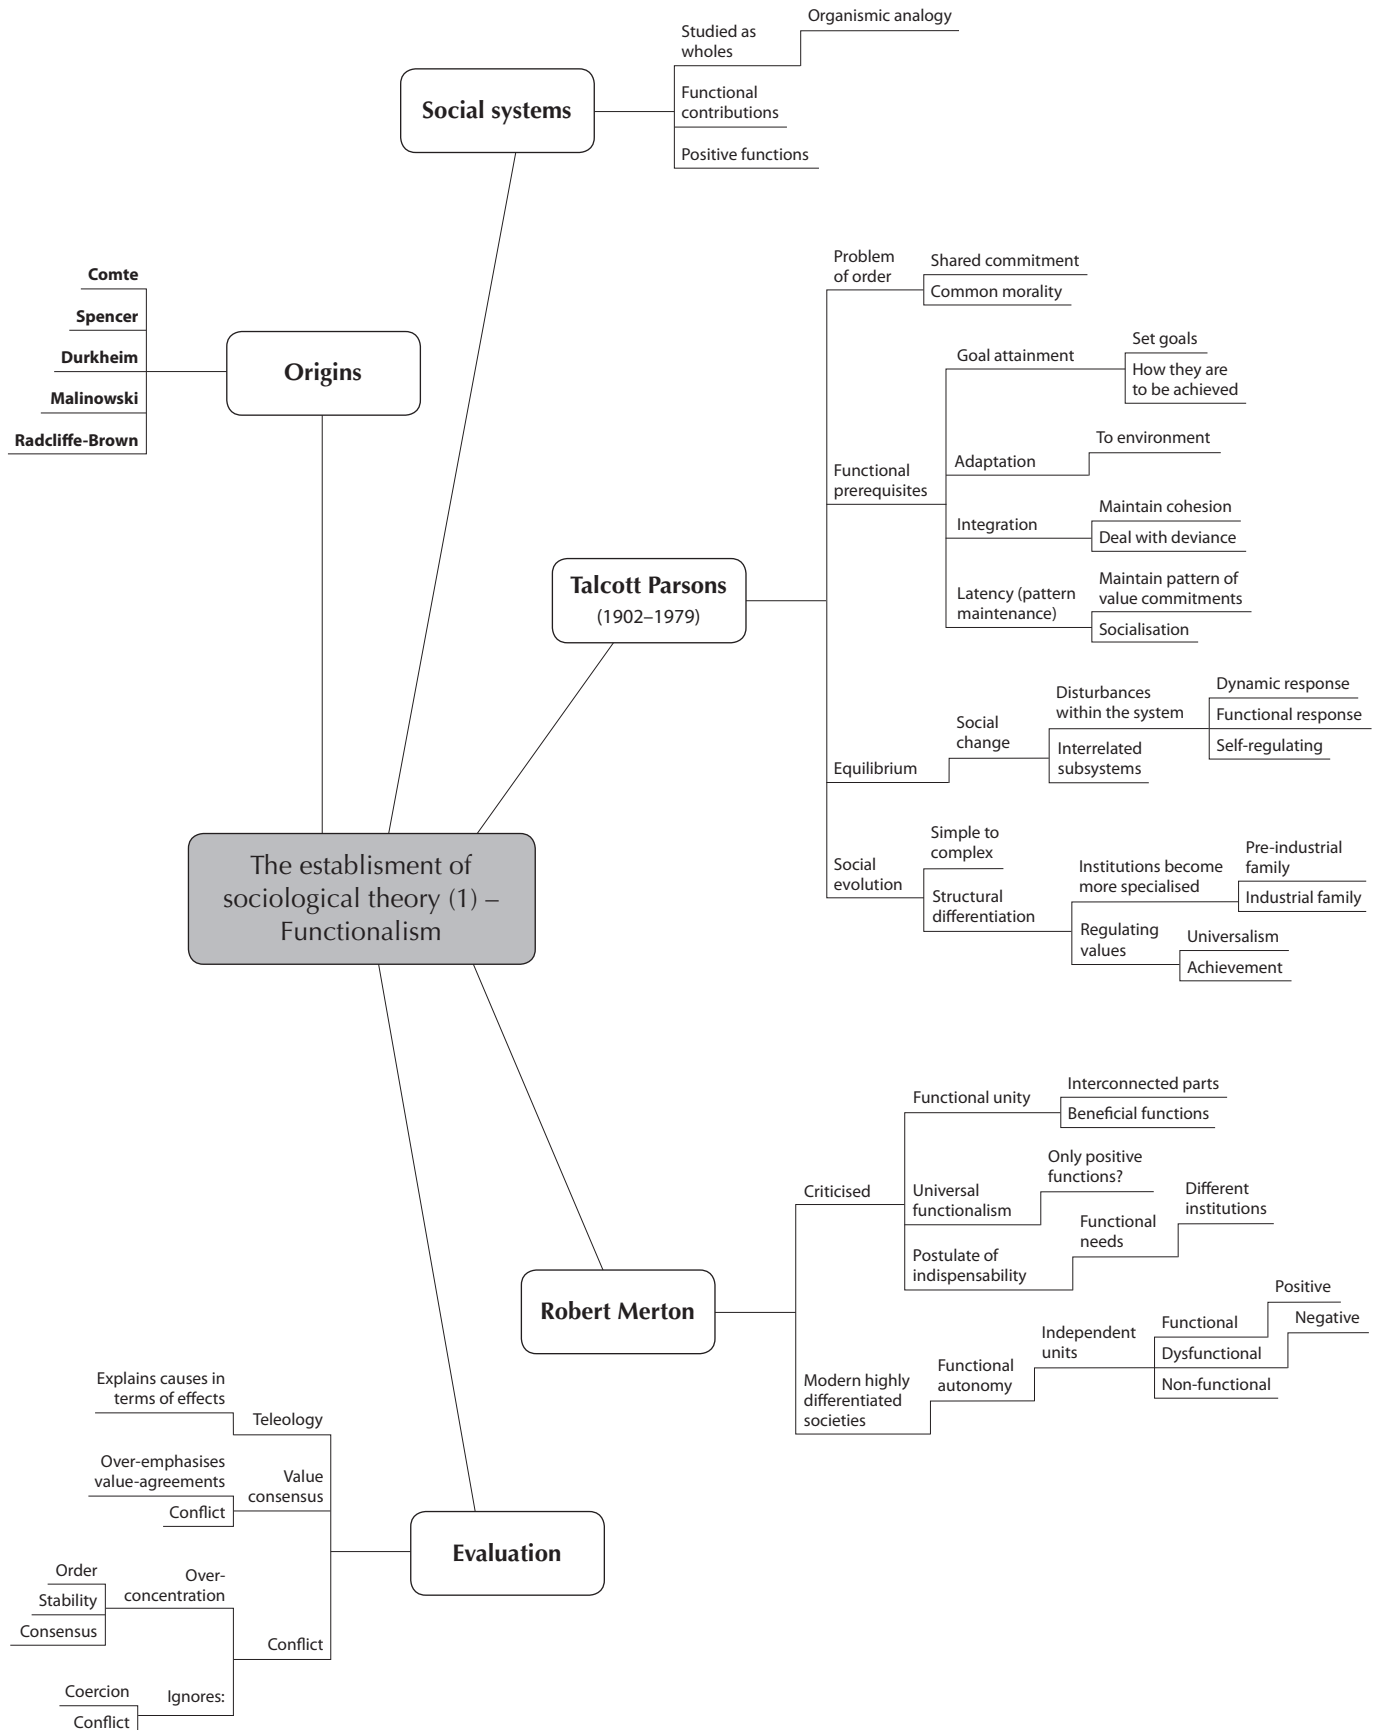 Organismic analogy
Studied as
wholes
Functional
contributions
Positive functions
Social systems
Comte
Spencer
Durkheim
Malinowski
Radcliffe-Brown
Origins
Problem
of order
Shared commitment
Common morality
Goal attainment
Set goals
How they are
to be achieved
Functional
prerequisites
Adaptation
To environment
Integration
Maintain cohesion
Deal with deviance
Latency (pattern
maintenance)
Maintain pattern of
value commitments
Socialisation
Talcott Parsons
(1902–1979)
Equilibrium
Social
change
Disturbances
within the system
Dynamic response
Functional response
Self-regulating
Interrelated
subsystems
Social
evolution
Simple to
complex
Structural
differentiation
Institutions become
more specialised
Pre-industrial
family
Industrial family
Regulating
values
Universalism
Achievement
The establisment of
sociological theory (1) –
Functionalism
Criticised
Functional unity
Interconnected parts
Beneficial functions
Universal
functionalism
Only positive
functions?
Postulate of
indispensability
Functional
needs
Different
institutions
Robert Merton
Modern highly
differentiated
societies
Functional
autonomy
Independent
units
Functional
Positive
Dysfunctional
Negative
Non-functional
Explains causes in
terms of effects
Teleology
Over-emphasises
value-agreements
Conflict
Value
consensus
Evaluation
Order
Stability
Consensus
Over-
concentration
Conflict
Coercion
Conflict
Ignores: